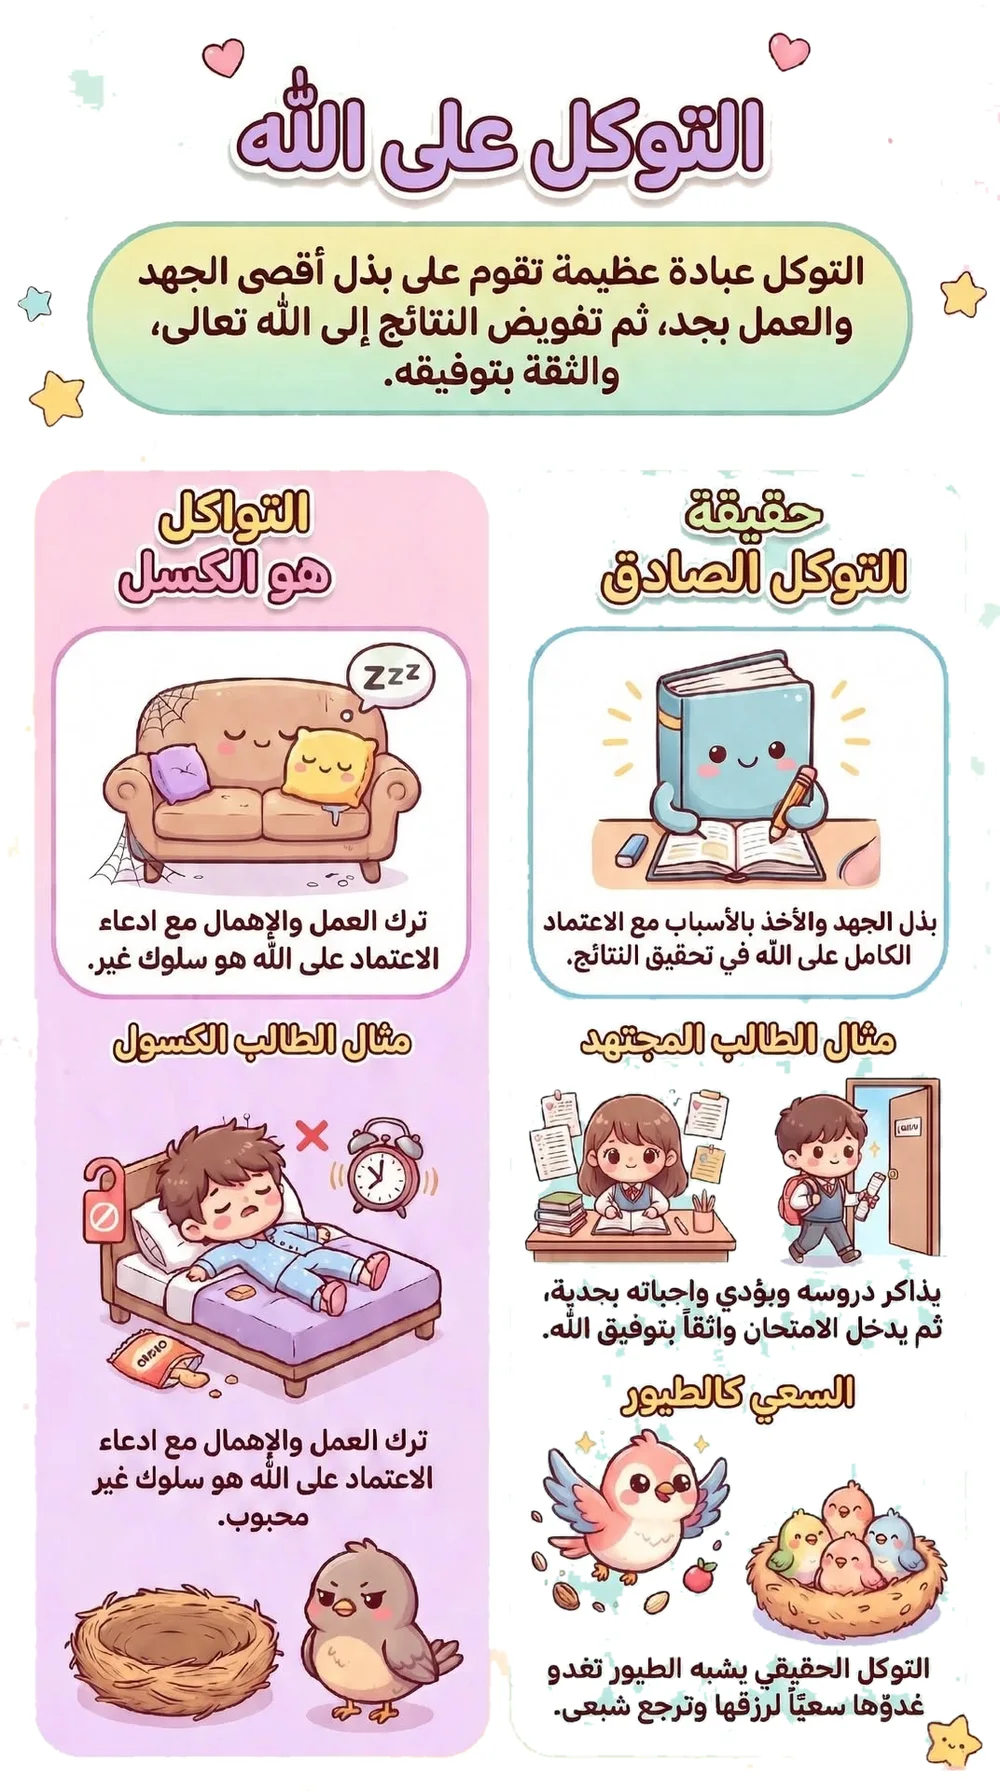 التوكل على الله
التوكل عبادة عظيمة تقوم على بذل أقصى الجهد
والعمل بجد، ثم تفويض النتائج إلى الله تعالى،
والثقة بتوفيقه.
حقيقة
التوكل الصادق
بذل الجهد والأخذ بالأسباب مع الاعتماد
الكامل على الله في تحقيق النتائج.
مثال الطالب المجتهد
يذاكر دروسه ويؤدي واجباته بجدية،
ثم يدخل الامتحان واثقاً بتوفيق الله.
السعي كالطيور
التوكل الحقيقي يشبه الطيور تغدو
غدوّها سعيًّاً لرزقها وترجع شبعى.
التواكل
هو الكسل
Zzz
ترك العمل والإهمال مع ادعاء
الاعتماد على الله هو سلوك غير.
مثال الطالب الكسول
ترك العمل والإهمال مع ادعاء
الاعتماد على الله هو سلوك غير
محبوب.